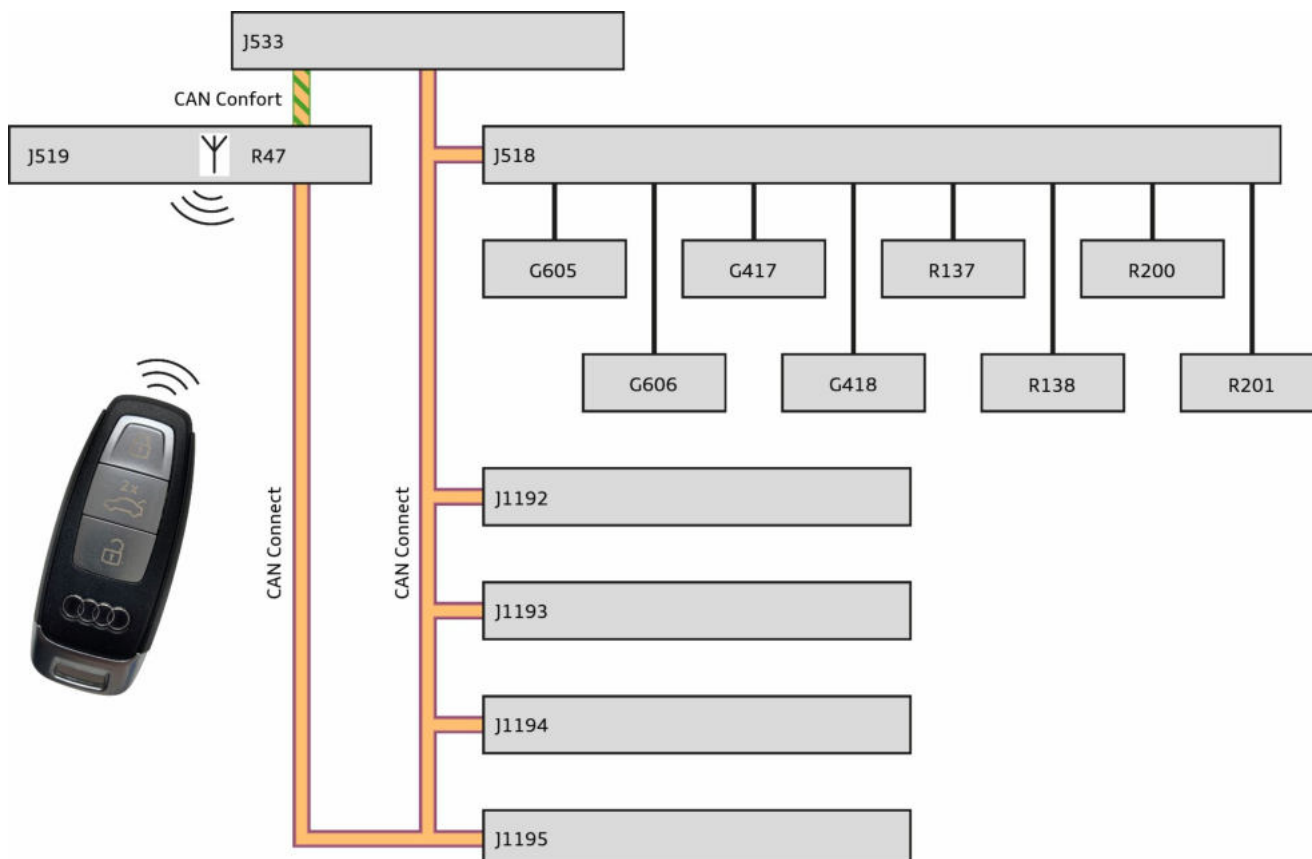 J533
CAN Confort
J519
R47
J518
G605
G417
R137
R200
G606
G418
R138
R201
2x
CAN Connect
CAN Connect
J1192
J1193
J1194
J1195